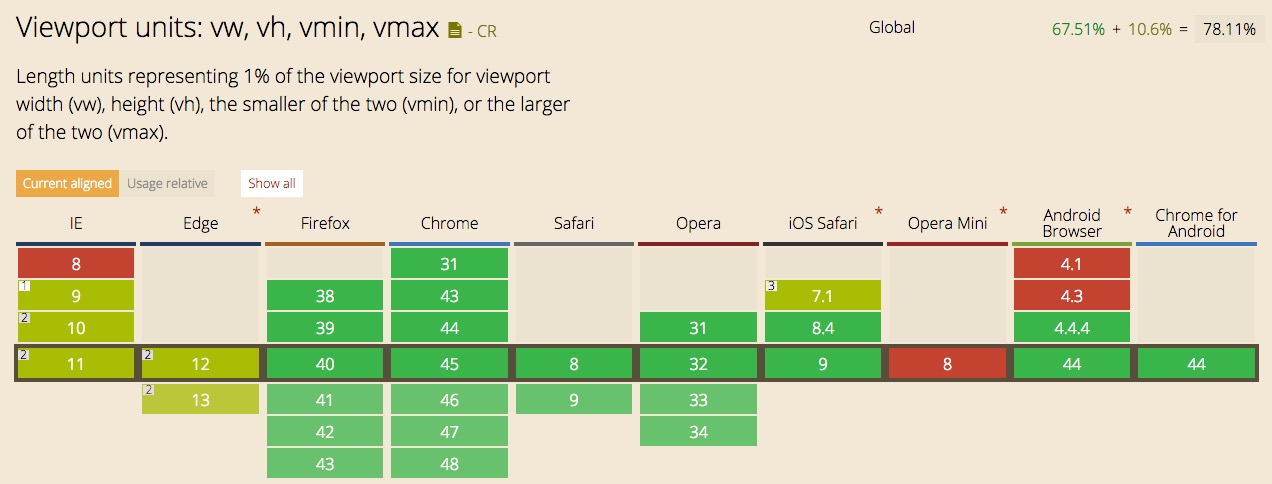 Viewport units: vw, vh, vmin, vmax - CR
Global 67.51% + 10.6% = 78.11%
Length units representing 1% of the viewport size for viewport
width (vw), height (vh), the smaller of the two (vmin), or the larger
of the two (vmax).
Current aligned Usage relative Show all
IE Edge * Firefox Chrome Safari Opera iOS Safari * Opera Mini * Android Browser * Chrome for Android
8 31 4.1
1 9 38 43 3 7.1 4.3
2 10 39 44 31 8.4 4.4.4
2 11 2 12 40 45 8 32 9 8 44 44
2 13 41 46 9 33
42 47 34
43 48